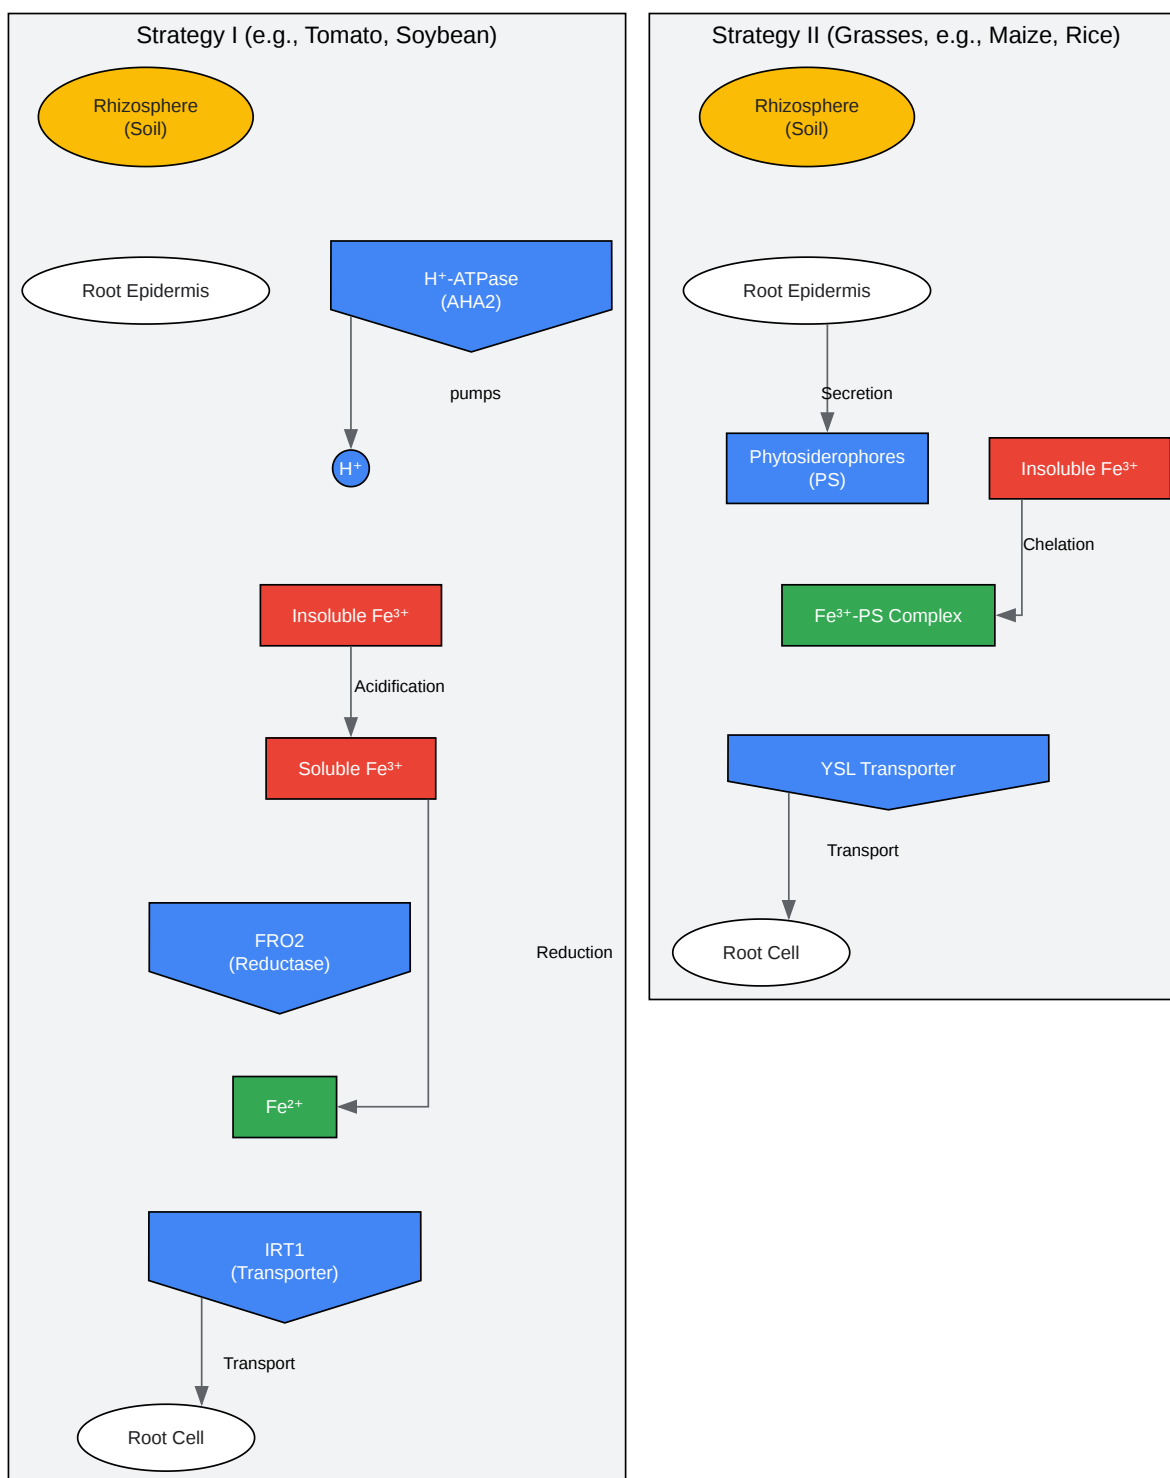 Strategy I (e.g., Tomato, Soybean)
Rhizosphere
(Soil)
Root Epidermis
H⁺-ATPase
(AHA2)
pumps
H⁺
Insoluble Fe³⁺
Acidification
Soluble Fe³⁺
FRO2
(Reductase)
Reduction
Fe²⁺
IRT1
(Transporter)
Transport
Root Cell
Strategy II (Grasses, e.g., Maize, Rice)
Rhizosphere
(Soil)
Root Epidermis
Secretion
Phytosiderophores
(PS)
Insoluble Fe³⁺
Chelation
Fe³⁺-PS Complex
YSL Transporter
Transport
Root Cell